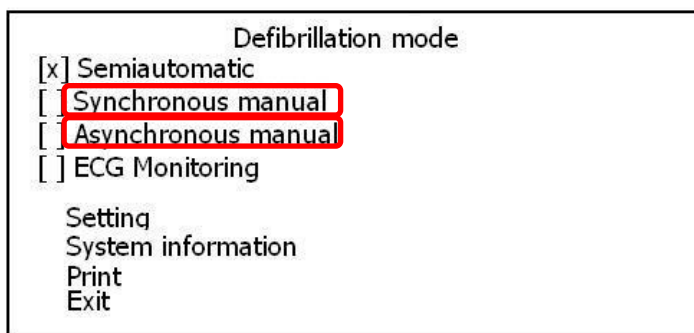 Defibrillation mode
[x] Semiautomatic
[ ] Synchronous manual
[ ] Asynchronous manual
[ ] ECG Monitoring
Setting
System information
Print
Exit